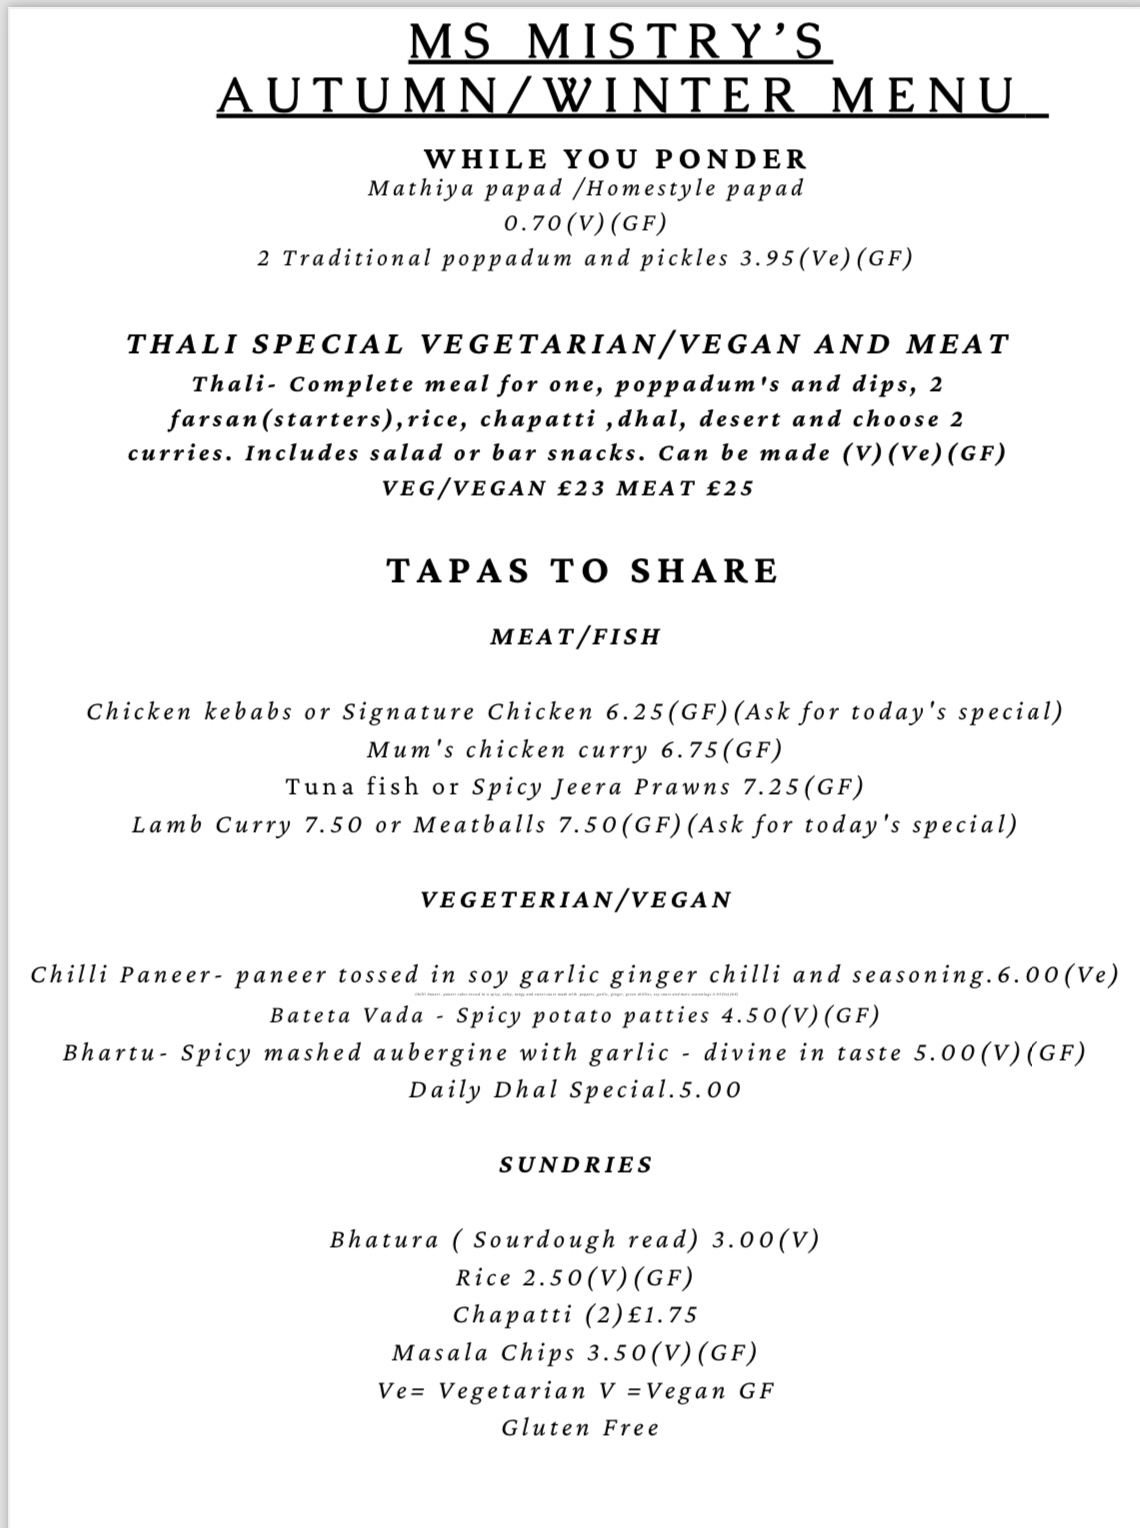 MS MISTRY'S
AUTUMN/WINTER MENU
WHILE YOU PONDER
Mathiya papad /Homestyle papad
0.70(V)(GF)
2 Traditional poppadum and pickles 3.95(Ve)(GF)
THALI SPECIAL VEGETARIAN/VEGAN AND MEAT
Thali- Complete meal for one, poppadum's and dips, 2
farsan(starters),rice, chapatti ,dhal, desert and choose 2
curries. Includes salad or bar snacks. Can be made (V)(Ve)(GF)
VEG/VEGAN £23 MEAT £25
TAPAS TO SHARE
MEAT/FISH
Chicken kebabs or Signature Chicken 6.25(GF)(Ask for today's special)
Mum's chicken curry 6.75(GF)
Tuna fish or Spicy Jeera Prawns 7.25(GF)
Lamb Curry 7.50 or Meatballs 7.50(GF)(Ask for today's special)
VEGETERIAN/VEGAN
Chilli Paneer- paneer tossed in soy garlic ginger chilli and seasoning.6.00(Ve)
Bateta Vada - Spicy potato patties 4.50(V)(GF)
Bhartu- Spicy mashed aubergine with garlic - divine in taste 5.00(V)(GF)
Daily Dhal Special.5.00
SUNDRIES
Bhatura ( Sourdough read) 3.00(V)
Rice 2.50(V)(GF)
Chapatti (2)£1.75
Masala Chips 3.50(V)(GF)
Ve= Vegetarian V =Vegan GF
Gluten Free